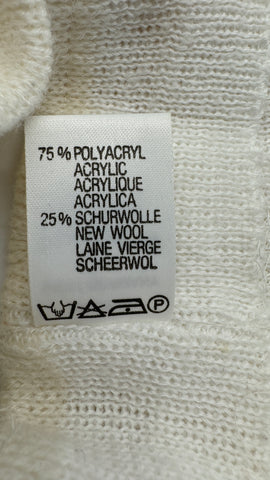 75% POLYACRYL
ACRYLIC
ACRYLIQUE
ACRYLICA
25% SCHURWOLLE
NEW WOOL
LAINE VIERGE
SCHEERWOL
P